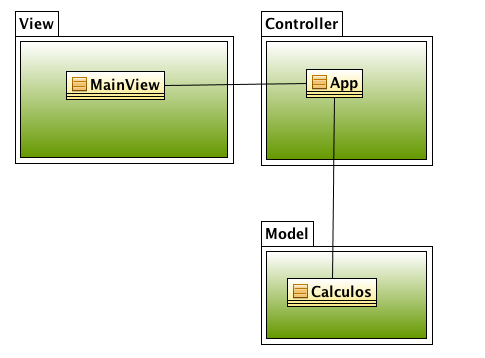 View
Controller
MainView
App
Model
Calculos